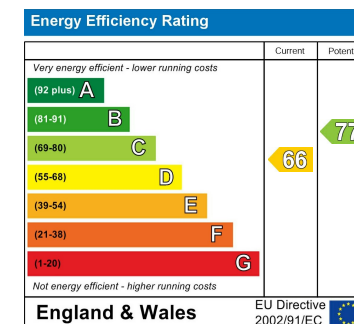 Energy Efficiency Rating
Current Potent
Very energy efficient - lower running costs
(92 plus) A
(81-91) B
(69-80) C
77
66
(55-68) D
(39-54) E
(21-38) F
(1-20) G
Not energy efficient - higher running costs
England & Wales
EU Directive
2002/91/EC